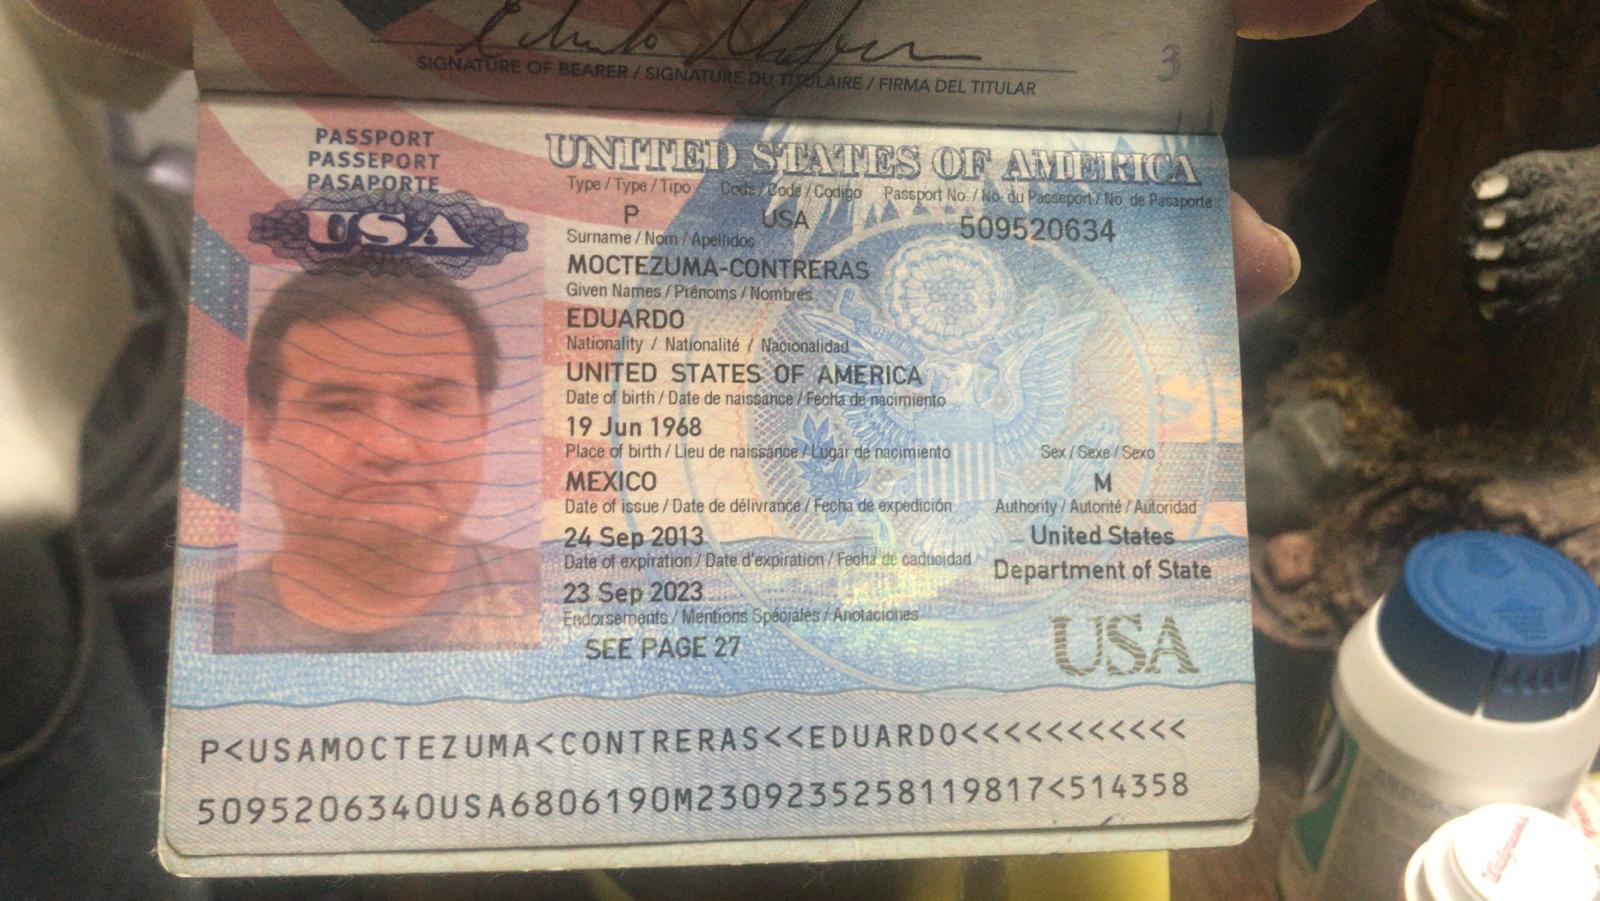 3
SIGNATURE OF BEARER / SIGNATURE DU TITULAIRE / FIRMA DEL TITULAR
PASSPORT
PASSEPORT
PASAPORTE
USA
UNITED STATES OF AMERICA
Type / Type / Tipo Code / Code / Codigo Passport No. / No. du Passeport / No. de Pasaporte
P USA 509520634
Surname / Nom / Apellidos
MOCTEZUMA-CONTRERAS
Given Names / Prénoms / Nombres
EDUARDO
Nationality / Nationalité / Nacionalidad
UNITED STATES OF AMERICA
Date of birth / Date de naissance / Fecha de nacimiento
19 Jun 1968
Place of birth / Lieu de naissance / Lugar de nacimiento Sex / Sexe / Sexo
MEXICO M
Date of issue / Date de délivrance / Fecha de expedición Authority / Autorité / Autoridad
24 Sep 2013 United States
Date of expiration / Date d'expiration / Fecha de caducidad Department of State
23 Sep 2023
Endorsements / Mentions Spéciales / Anotaciones
SEE PAGE 27
USA
P<USAMOCTEZUMA<CONTRERAS<<EDUARDO<<<<<<<<<<<
5095206340USA6806190M2309235258119817<514358
Walgreens